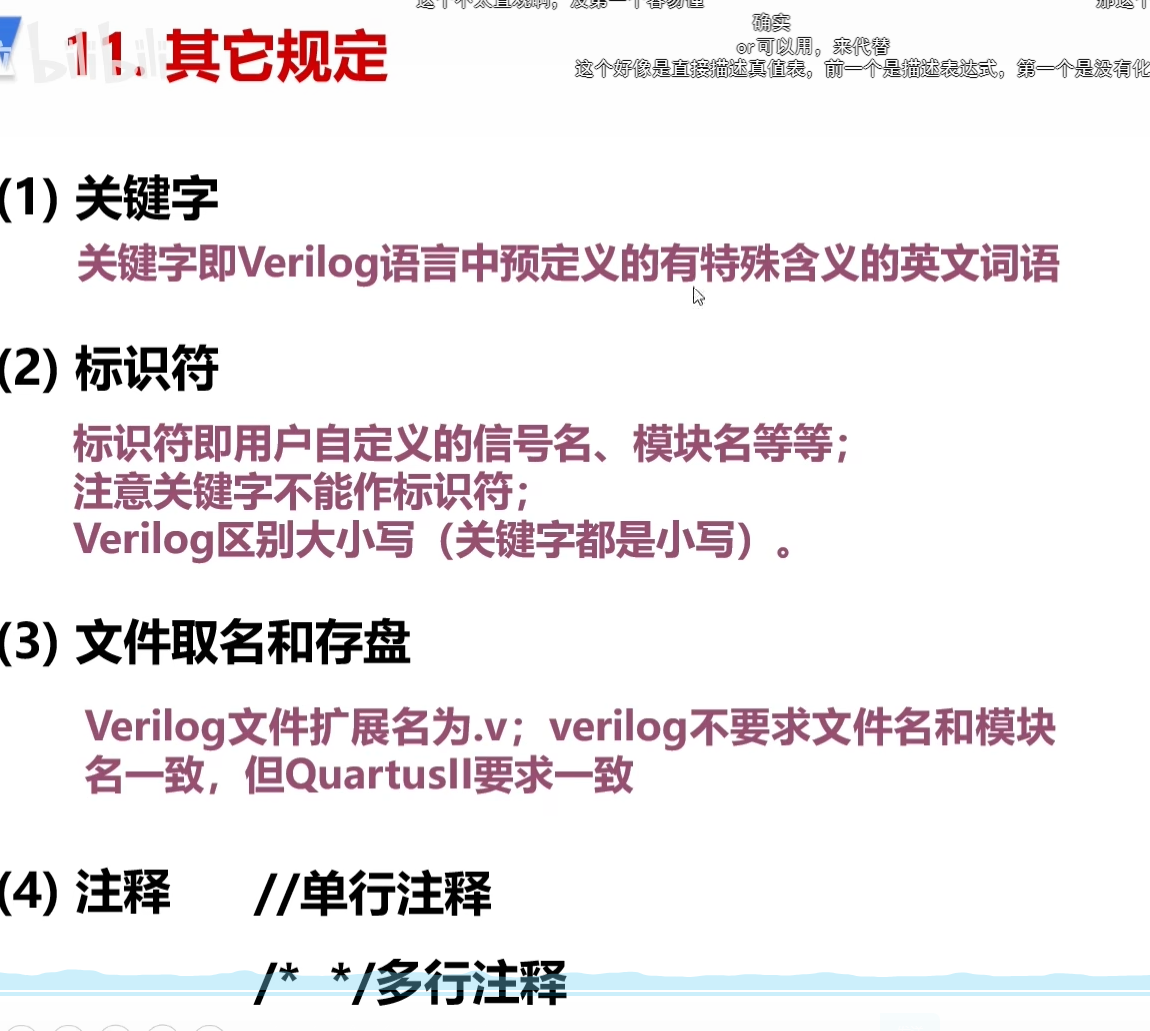 bilibili
确实
or可以用，来代替
这个好像是直接描述真值表，前一个是描述表达式，第一个是没有化
11. 其它规定
(1) 关键字
关键字即Verilog语言中预定义的有特殊含义的英文词语
(2) 标识符
标识符即用户自定义的信号名、模块名等等；
注意关键字不能作标识符；
Verilog区别大小写（关键字都是小写）。
(3) 文件取名和存盘
Verilog文件扩展名为.v；verilog不要求文件名和模块
名一致，但QuartusII要求一致
(4) 注释 //单行注释
/* */多行注释